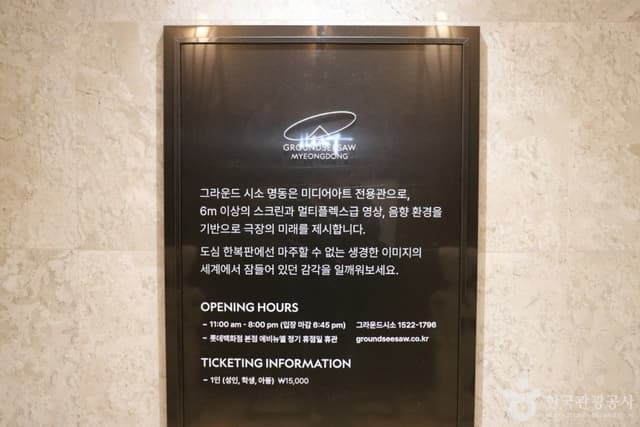 GROUNDSEESAW
MYEONGDONG
그라운드 시소 명동은 미디어아트 전용관으로,
6m 이상의 스크린과 멀티플렉스급 영상, 음향 환경을
기반으로 극장의 미래를 제시합니다.
도심 한복판에선 마주할 수 없는 생경한 이미지의
세계에서 잠들어 있던 감각을 일깨워보세요.
OPENING HOURS
– 11:00 am - 8:00 pm (입장 마감 6:45 pm) 그라운드시소 1522-1796
– 롯데백화점 본점 에비뉴엘 정기 휴점일 휴관 groundseesaw.co.kr
TICKETING INFORMATION
– 1인 (성인, 학생, 아동) ₩15,000
한국관광공사